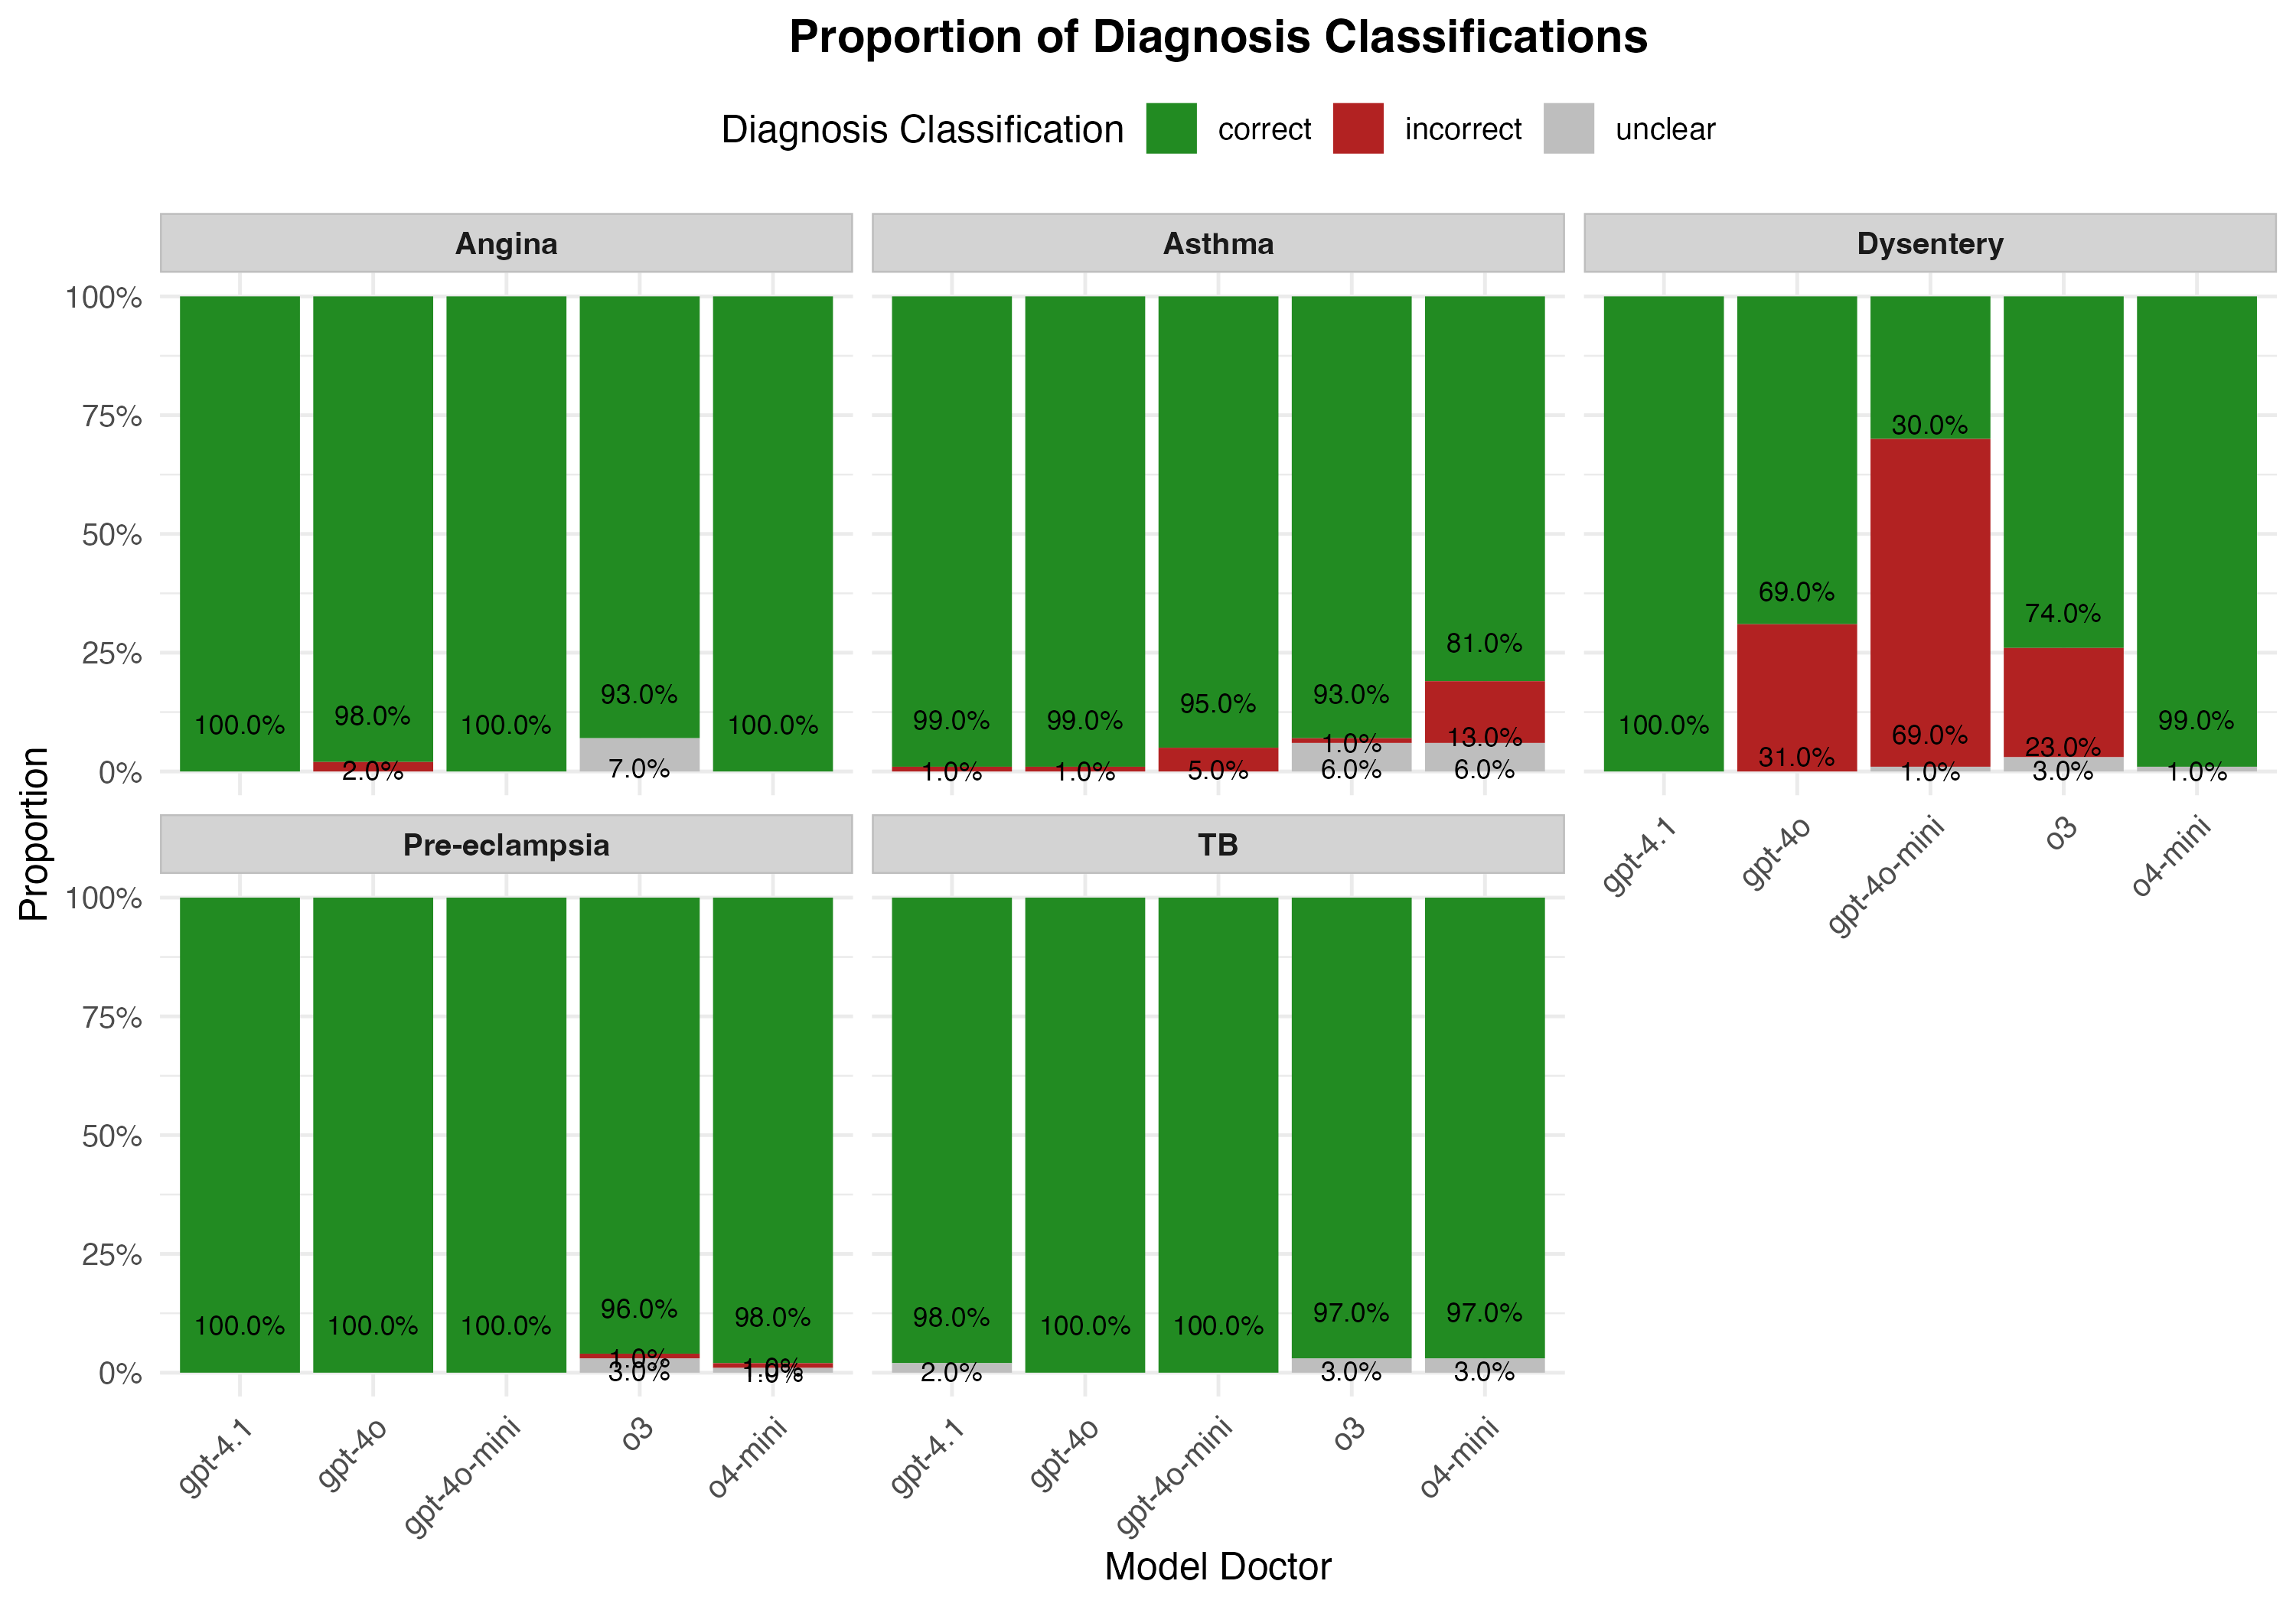 Proportion of Diagnosis Classifications
Diagnosis Classification correct incorrect unclear
Angina Asthma Dysentery
100%
75%
50%
25%
0%
100.0% 98.0% 100.0% 93.0% 100.0%
2.0% 7.0%
99.0% 99.0% 95.0% 93.0% 81.0%
1.0% 1.0% 5.0% 1.0% 13.0%
6.0% 6.0%
100.0% 69.0% 30.0% 74.0% 99.0%
31.0% 69.0% 23.0%
1.0% 3.0% 1.0%
gpt-4.1 gpt-4o gpt-4o-mini o3 o4-mini
Proportion
Pre-eclampsia TB
100%
75%
50%
25%
0%
100.0% 100.0% 100.0% 96.0% 98.0%
1.0% 1.0%
3.0% 1.0%
98.0% 100.0% 100.0% 97.0% 97.0%
2.0% 3.0% 3.0%
gpt-4.1 gpt-4o gpt-4o-mini o3 o4-mini
gpt-4.1 gpt-4o gpt-4o-mini o3 o4-mini
Model Doctor